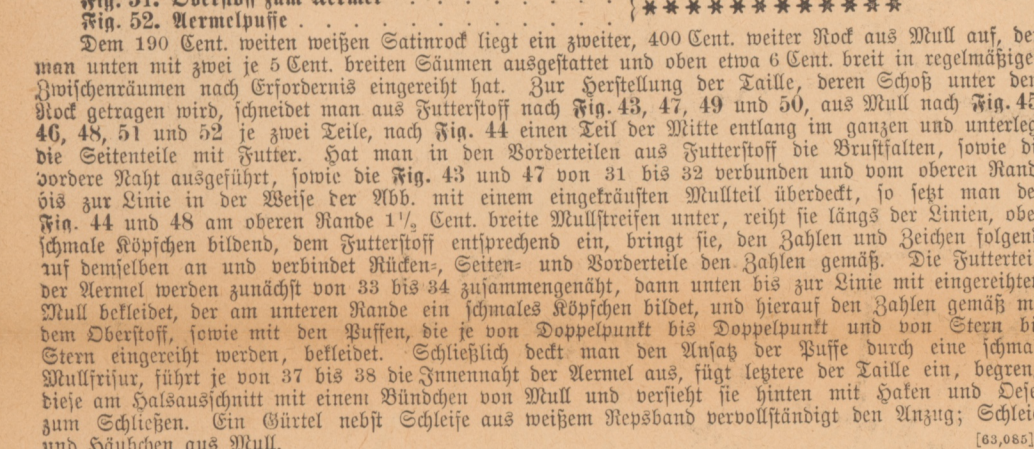 Fig. 51. Oberstoff zum Aermel . . . . . . .
Fig. 52. Aermelpuffe . . . . . . . . . . . ⎱************
Dem 190 Cent. weiten weißen Satinrock liegt ein zweiter, 400 Cent. weiter Rock aus Mull auf, de
man unten mit zwei je 5 Cent. breiten Säumen ausgestattet und oben etwa 6 Cent. breit in regelmäßige
Zwischenräumen nach Erfordernis eingereiht hat. Zur Herstellung der Taille, deren Schoß unter de
Rock getragen wird, schneidet man aus Futterstoff nach Fig. 43, 47, 49 und 50, aus Mull nach Fig. 45
46, 48, 51 und 52 je zwei Teile, nach Fig. 44 einen Teil der Mitte entlang im ganzen und unterleg
die Seitenteile mit Futter. Hat man in den Vorderteilen aus Futterstoff die Brustfalten, sowie di
vordere Naht ausgeführt, sowie die Fig. 43 und 47 von 31 bis 32 verbunden und vom oberen Rand
bis zur Linie in der Weise der Abb. mit einem eingekräusten Mullteil überdeckt, so setzt man de
Fig. 44 und 48 am oberen Rande 1½ Cent. breite Mullstreifen unter, reiht sie längs der Linien, obe
schmale Köpfchen bildend, dem Futterstoff entsprechend ein, bringt sie, den Zahlen und Zeichen folgen
auf demselben an und verbindet Rücken-, Seiten- und Vorderteile den Zahlen gemäß. Die Futtertei
der Aermel werden zunächst von 33 bis 34 zusammengenäht, dann unten bis zur Linie mit eingereihte
Mull bekleidet, der am unteren Rande ein schmales Köpfchen bildet, und hierauf den Zahlen gemäß m
dem Oberstoff, sowie mit den Puffen, die je von Doppelpunkt bis Doppelpunkt und von Stern bi
Stern eingereiht werden, bekleidet. Schließlich deckt man den Ansatz der Puffe durch eine schma
Mullfrisur, führt je von 37 bis 38 die Innennaht der Aermel aus, fügt letztere der Taille ein, begren
diese am Halsausschnitt mit einem Bündchen von Mull und versieht sie hinten mit Haken und Oese
zum Schließen. Ein Gürtel nebst Schleife aus weißem Repsband vervollständigt den Anzug; Schlei
und Häubchen aus Mull. [63,085]